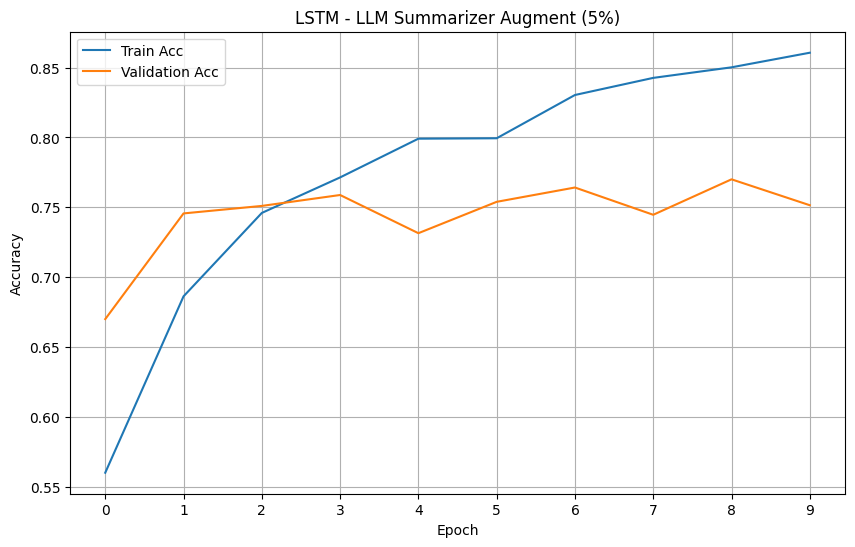 LSTM - LLM Summarizer Augment (5%)
Train Acc
Validation Acc
0.85
0.80
0.75
0.70
0.65
0.60
0.55
Accuracy
0 1 2 3 4 5 6 7 8 9
Epoch